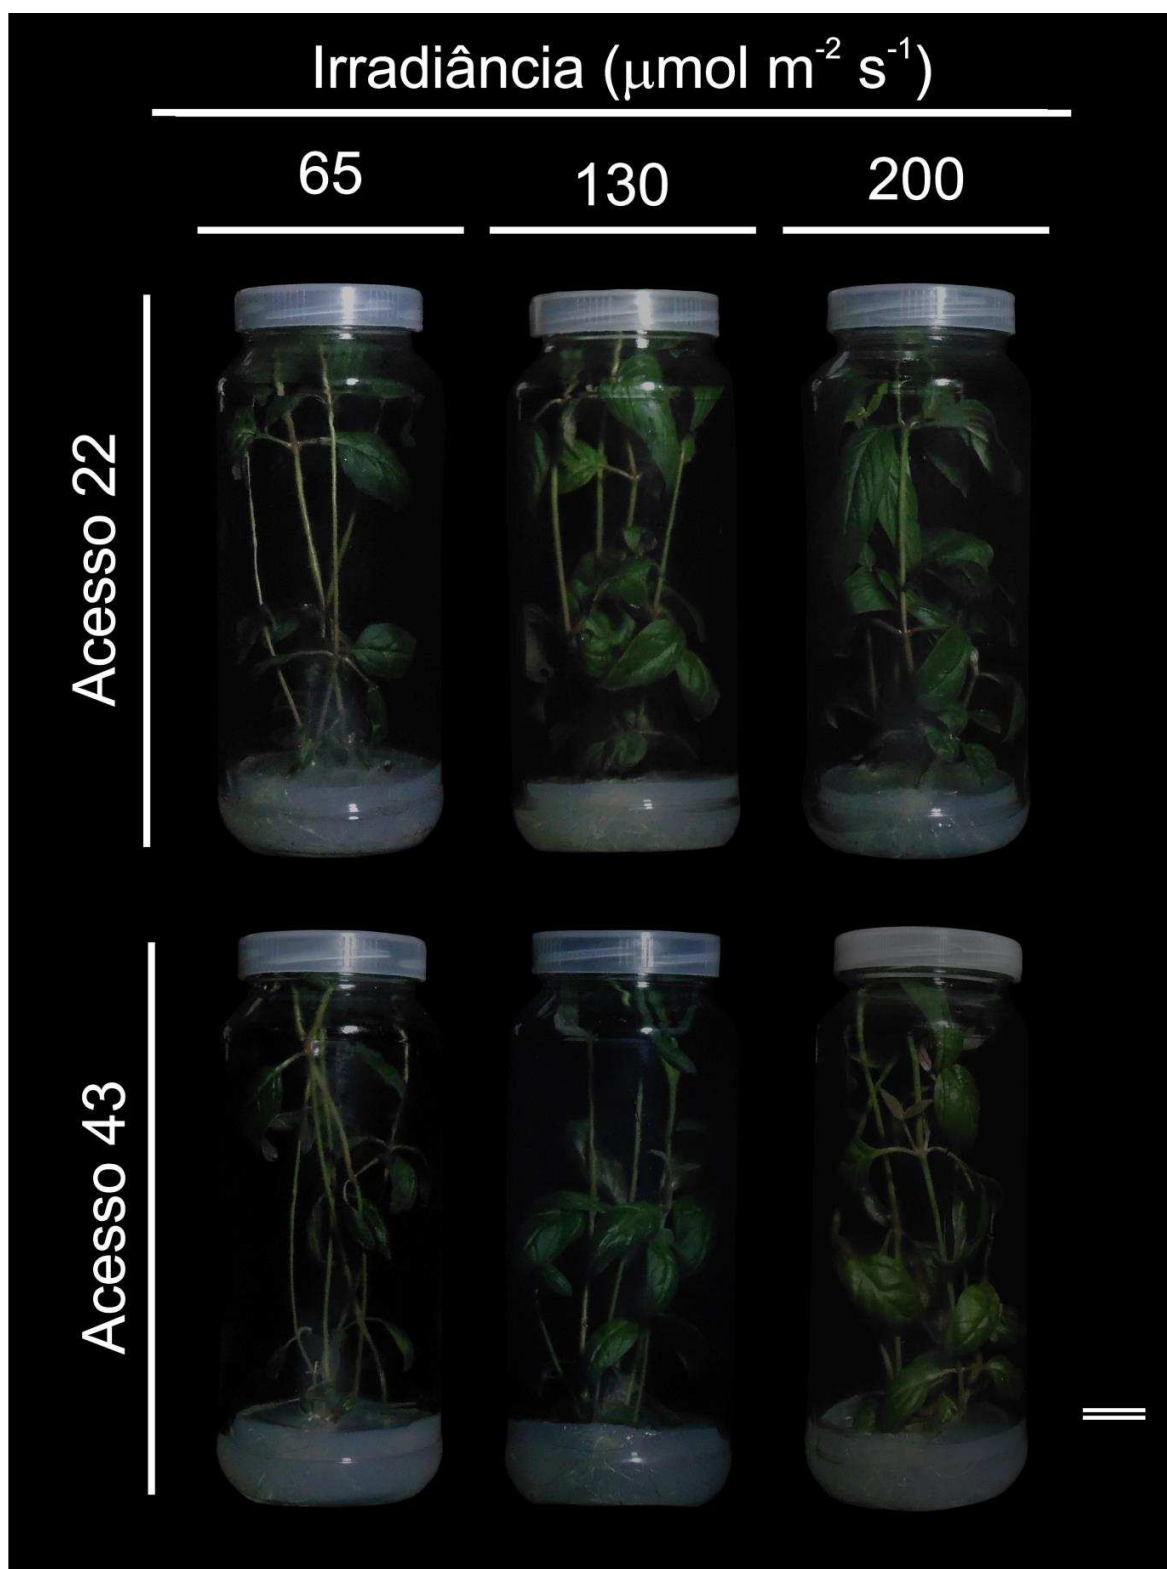 Irradiância (μmol m⁻² s⁻¹)
65
130
200
Acesso 22
Acesso 43